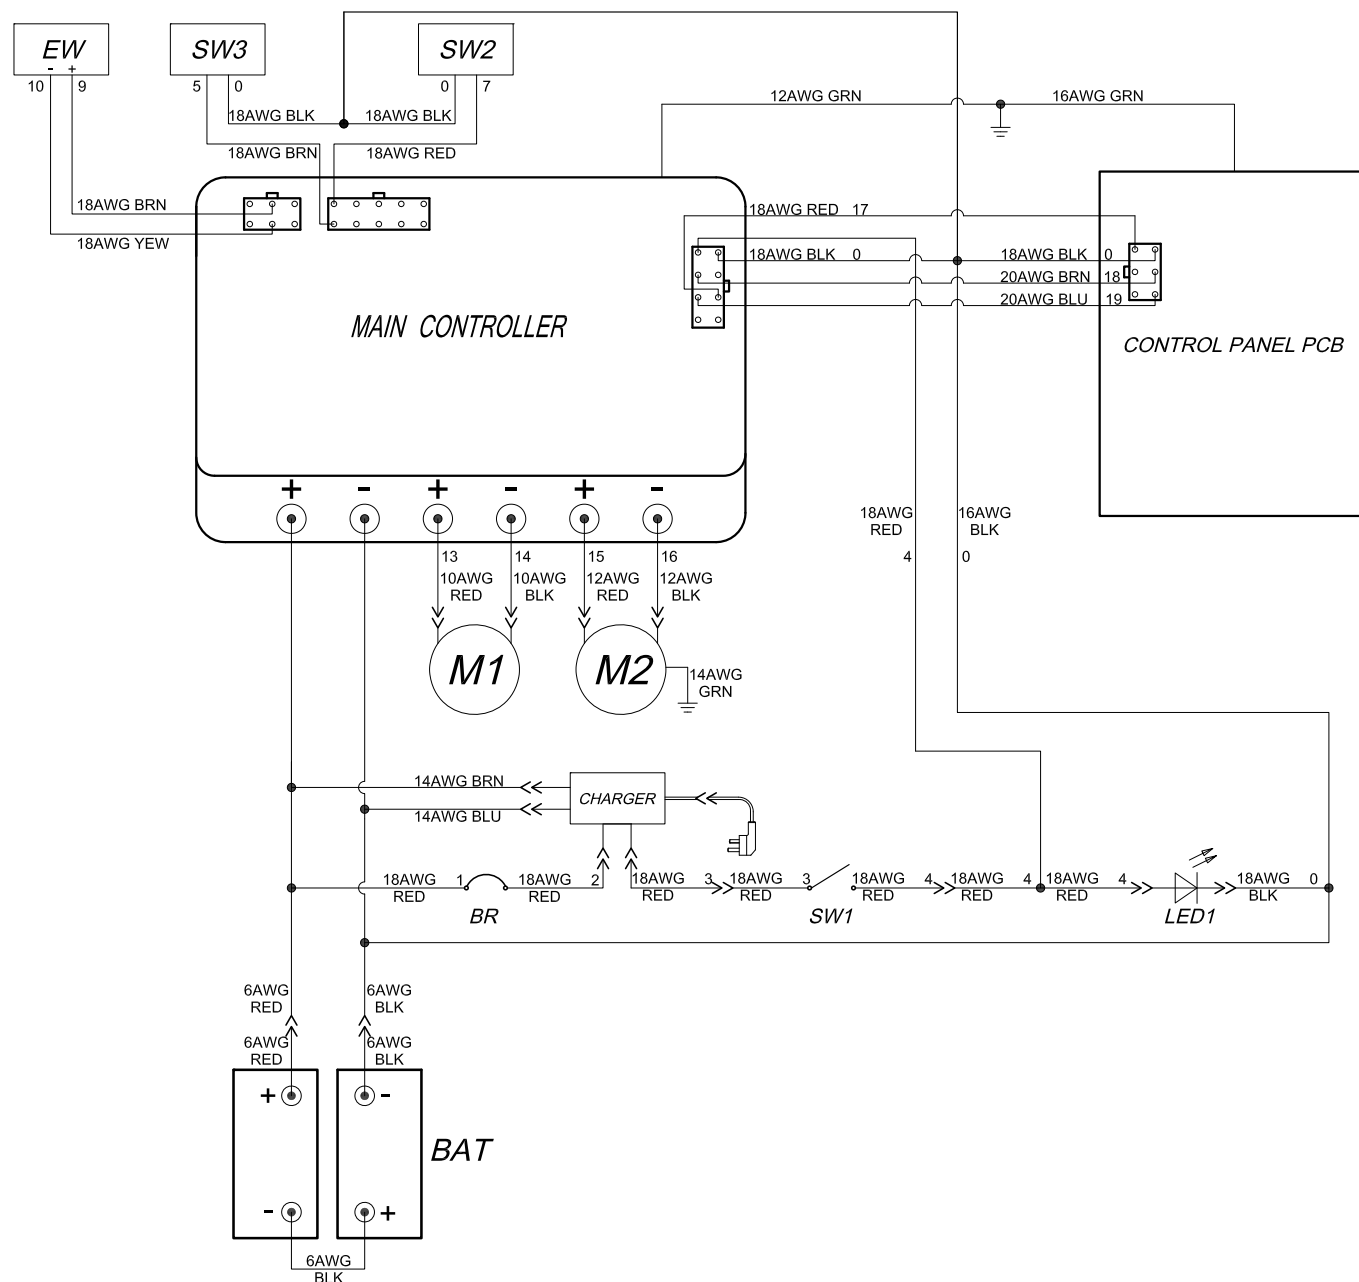 EW
- +
10 9
SW3
5 0
SW2
0 7
18AWG BLK
18AWG BLK
18AWG BRN
18AWG RED
12AWG GRN
16AWG GRN
18AWG BRN
18AWG YEW
18AWG RED 17
18AWG BLK 0
18AWG BLK 0
20AWG BRN 18
20AWG BLU 19
MAIN CONTROLLER
CONTROL PANEL PCB
+ - + - + -
13
10AWG
RED
14
10AWG
BLK
15
12AWG
RED
16
12AWG
BLK
18AWG
RED
4
16AWG
BLK
0
M1
M2
14AWG
GRN
14AWG BRN
14AWG BLU
CHARGER
18AWG
RED
1
BR
18AWG
RED
2
18AWG
RED
3
18AWG
RED
3
SW1
18AWG
RED
4
18AWG
RED
4
18AWG
RED
4
LED1
18AWG
BLK
0
6AWG
RED
6AWG
BLK
6AWG
RED
6AWG
BLK
+ -
BAT
- +
6AWG
BLK